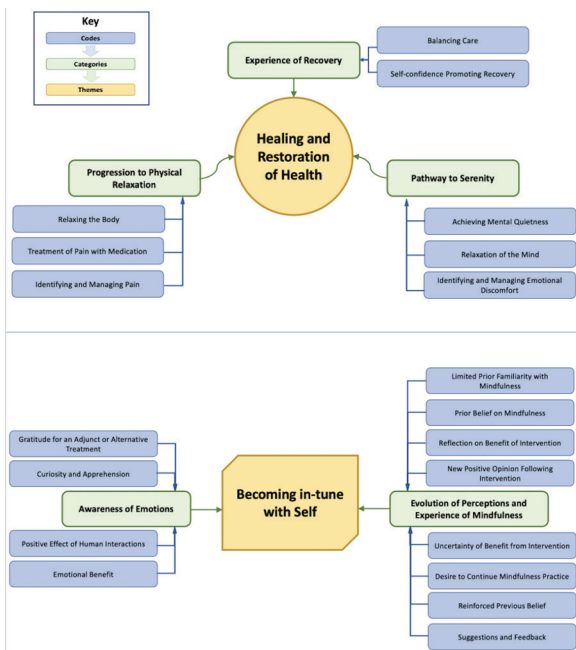 Key
Codes
Categories
Themes
Balancing Care
Experience of Recovery
Self-confidence Promoting Recovery
Healing and
Restoration
of Health
Progression to Physical
Relaxation
Relaxing the Body
Treatment of Pain with Medication
Identifying and Managing Pain
Pathway to Serenity
Achieving Mental Quietness
Relaxation of the Mind
Identifying and Managing Emotional
Discomfort
Gratitude for an Adjunct or Alternative
Treatment
Curiosity and Apprehension
Awareness of Emotions
Positive Effect of Human Interactions
Emotional Benefit
Becoming in-tune
with Self
Limited Prior Familiarity with
Mindfulness
Prior Belief on Mindfulness
Reflection on Benefit of Intervention
New Positive Opinion Following
Intervention
Evolution of Perceptions and
Experience of Mindfulness
Uncertainty of Benefit from Intervention
Desire to Continue Mindfulness Practice
Reinforced Previous Belief
Suggestions and Feedback